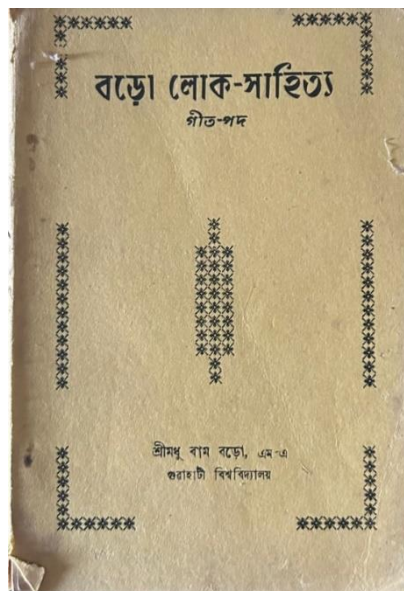 বড়ো লোক-সাহিত্য
গীত-পদ
শ্ৰীমধু ৰাম বড়ো, এম-এ
গুৱাহাটী বিশ্ববিদ্যালয়